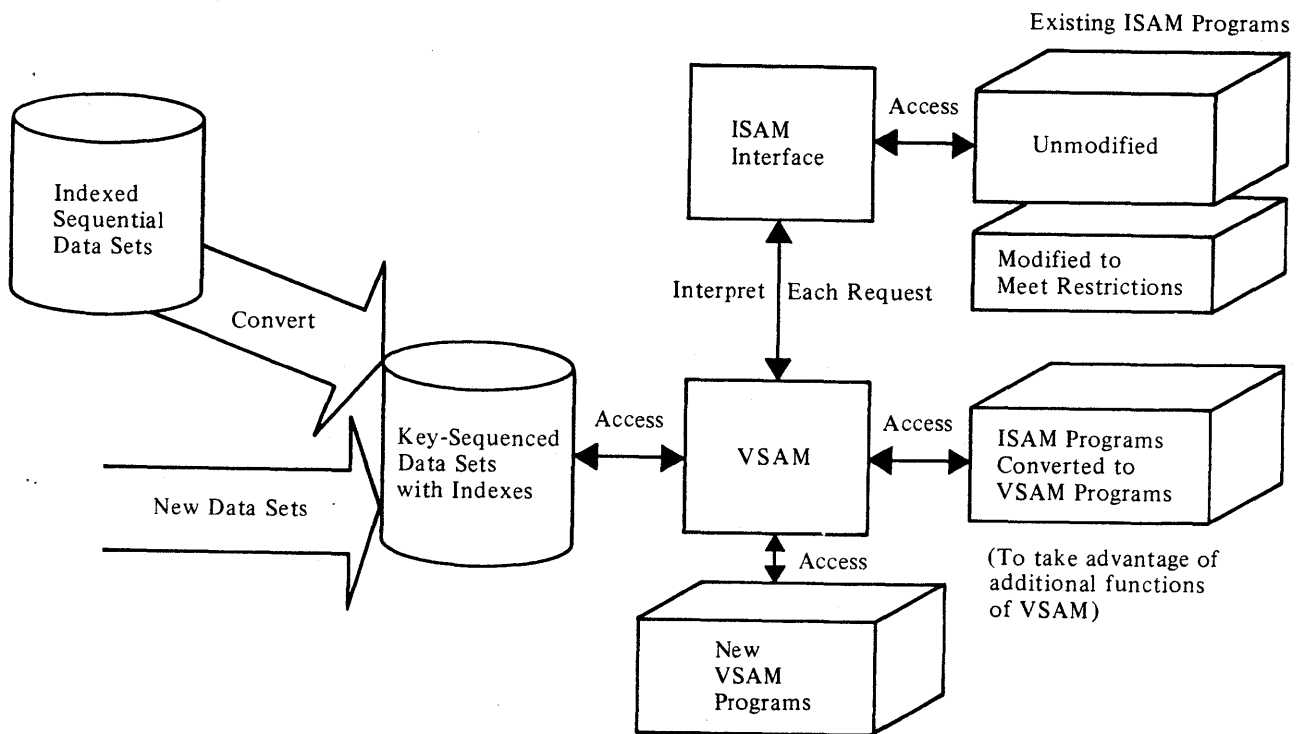 Existing ISAM Programs
Indexed
Sequential
Data Sets
ISAM
Interface
Access
Unmodified
Modified to
Meet Restrictions
Convert
Interpret Each Request
Key-Sequenced
Data Sets
with Indexes
Access
VSAM
Access
ISAM Programs
Converted to
VSAM Programs
New Data Sets
(To take advantage of
additional functions
of VSAM)
Access
New
VSAM
Programs